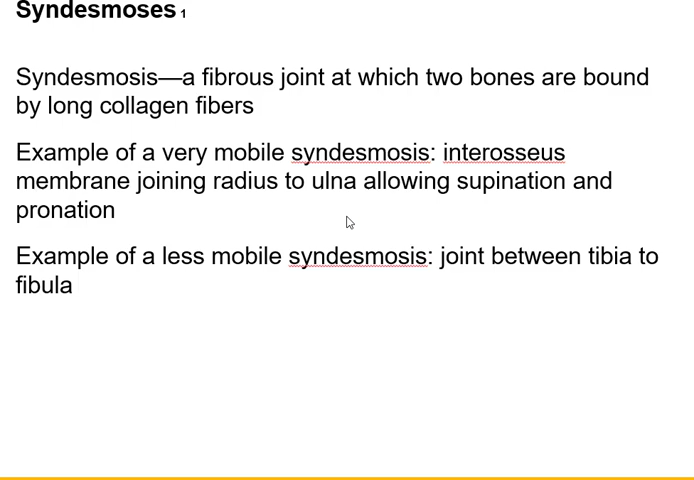 Syndesmoses 1
Syndesmosis—a fibrous joint at which two bones are bound
by long collagen fibers
Example of a very mobile syndesmosis: interosseus
membrane joining radius to ulna allowing supination and
pronation
Example of a less mobile syndesmosis: joint between tibia to
fibula